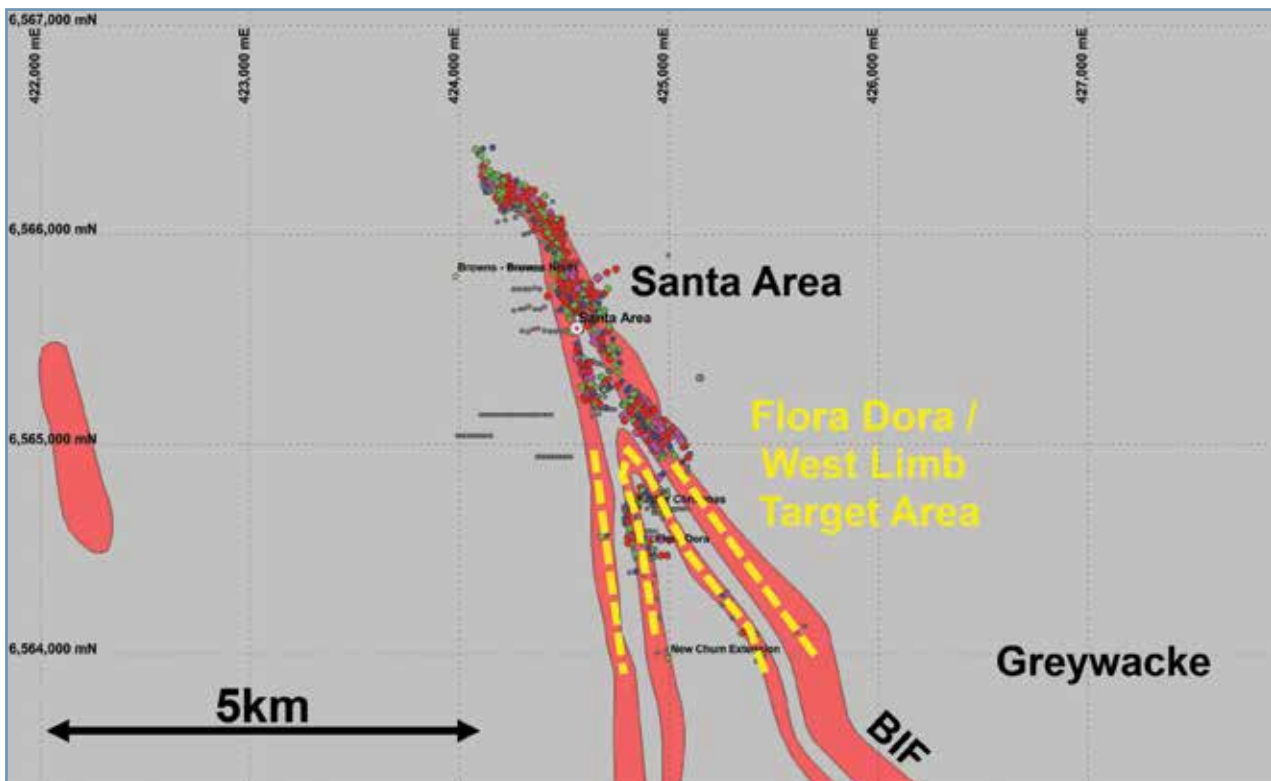 6,567,000 mN
422,000 mE
423,000 mE
424,000 mE
425,000 mE
426,000 mE
427,000 mE
6,566,000 mN
Browns - Browns North
Santa Area
Santa Area
6,565,000 mN
Flora Dora /
West Limb
Target Area
Dora
6,564,000 mN
New Chum Extension
Greywacke
5km
BIF